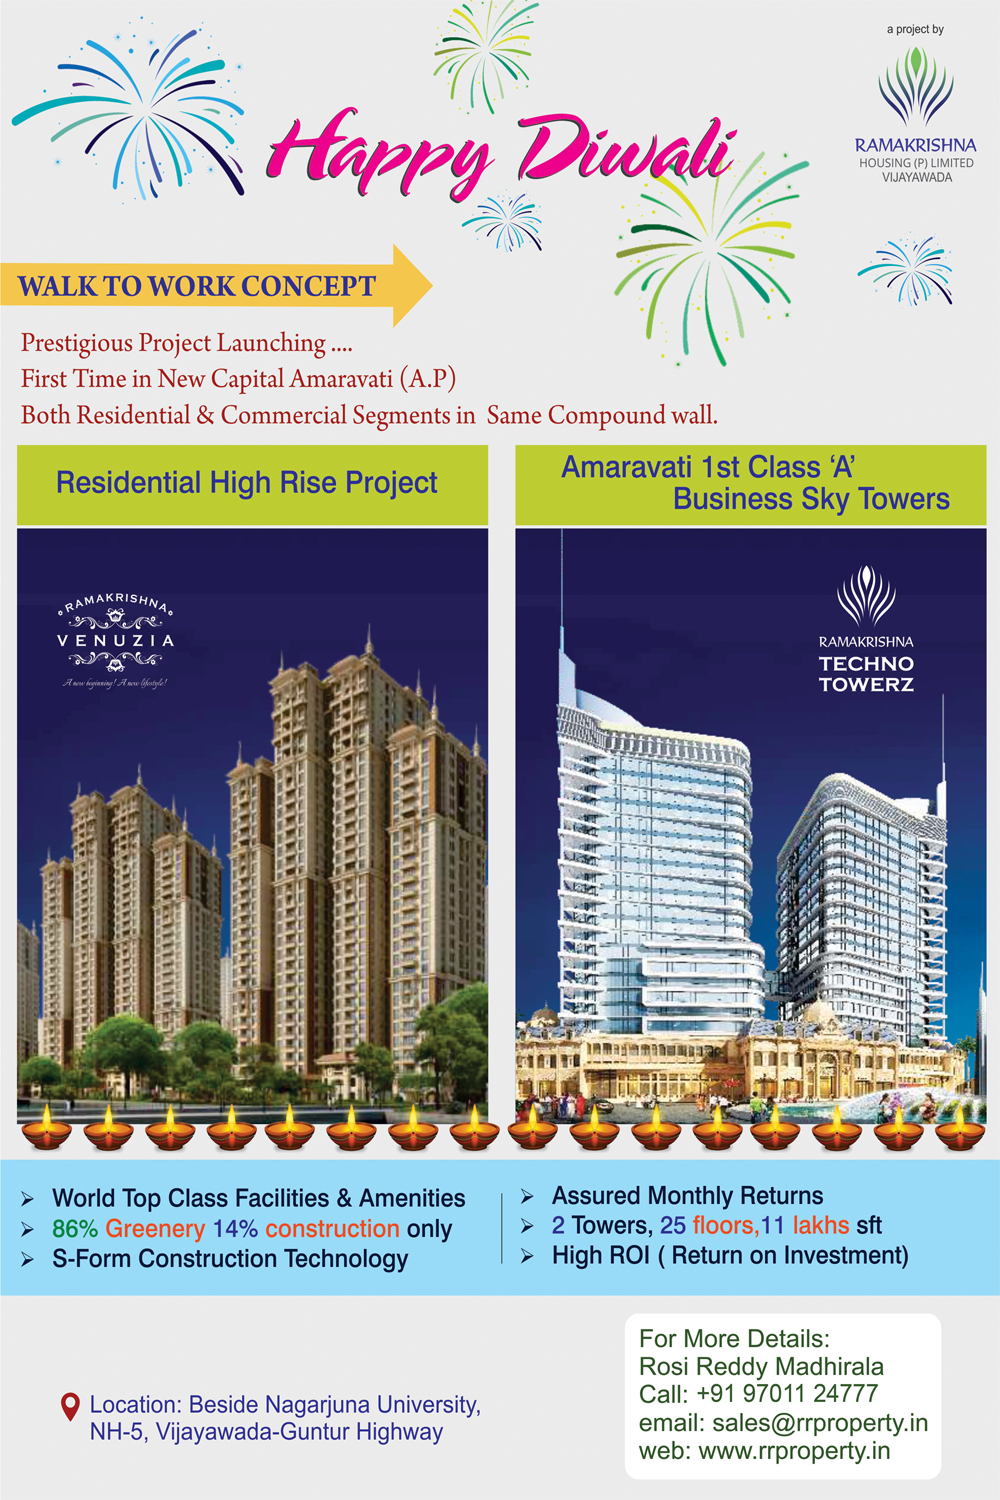 a project by
RAMAKRISHNA
HOUSING (P) LIMITED
VIJAYAWADA
Happy Diwali
WALK TO WORK CONCEPT
Prestigious Project Launching ....
First Time in New Capital Amaravati (A.P)
Both Residential & Commercial Segments in Same Compound wall.
Residential High Rise Project
RAMAKRISHNA
VENUZIA
A new beginning! A new lifestyle!
Amaravati 1st Class ‘A’
Business Sky Towers
RAMAKRISHNA
TECHNO
TOWERZ
World Top Class Facilities & Amenities
86% Greenery 14% construction only
S-Form Construction Technology
Assured Monthly Returns
2 Towers, 25 floors,11 lakhs sft
High ROI ( Return on Investment)
Location: Beside Nagarjuna University,
NH-5, Vijayawada-Guntur Highway
For More Details:
Rosi Reddy Madhirala
Call: +91 97011 24777
email: sales@rrproperty.in
web: www.rrproperty.in